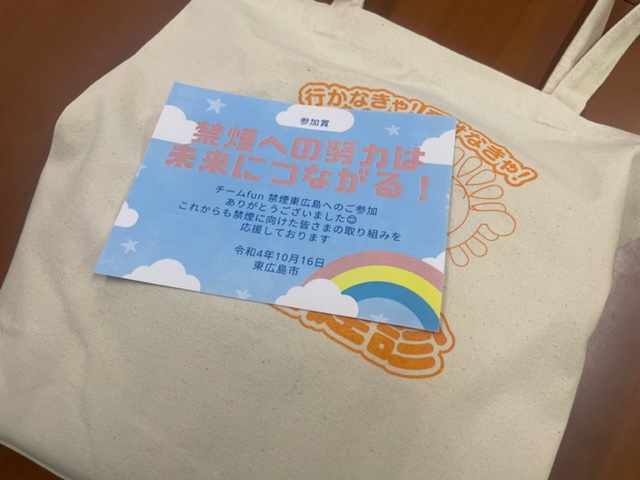 行かなきゃ!
なきゃ!
参加賞
禁煙への努力は
未来につながる!
チームfun 禁煙東広島へのご参加
ありがとうございました😊
これからも禁煙に向けた皆さまの取り組みを
応援しております
令和4年10月16日
東広島市
診